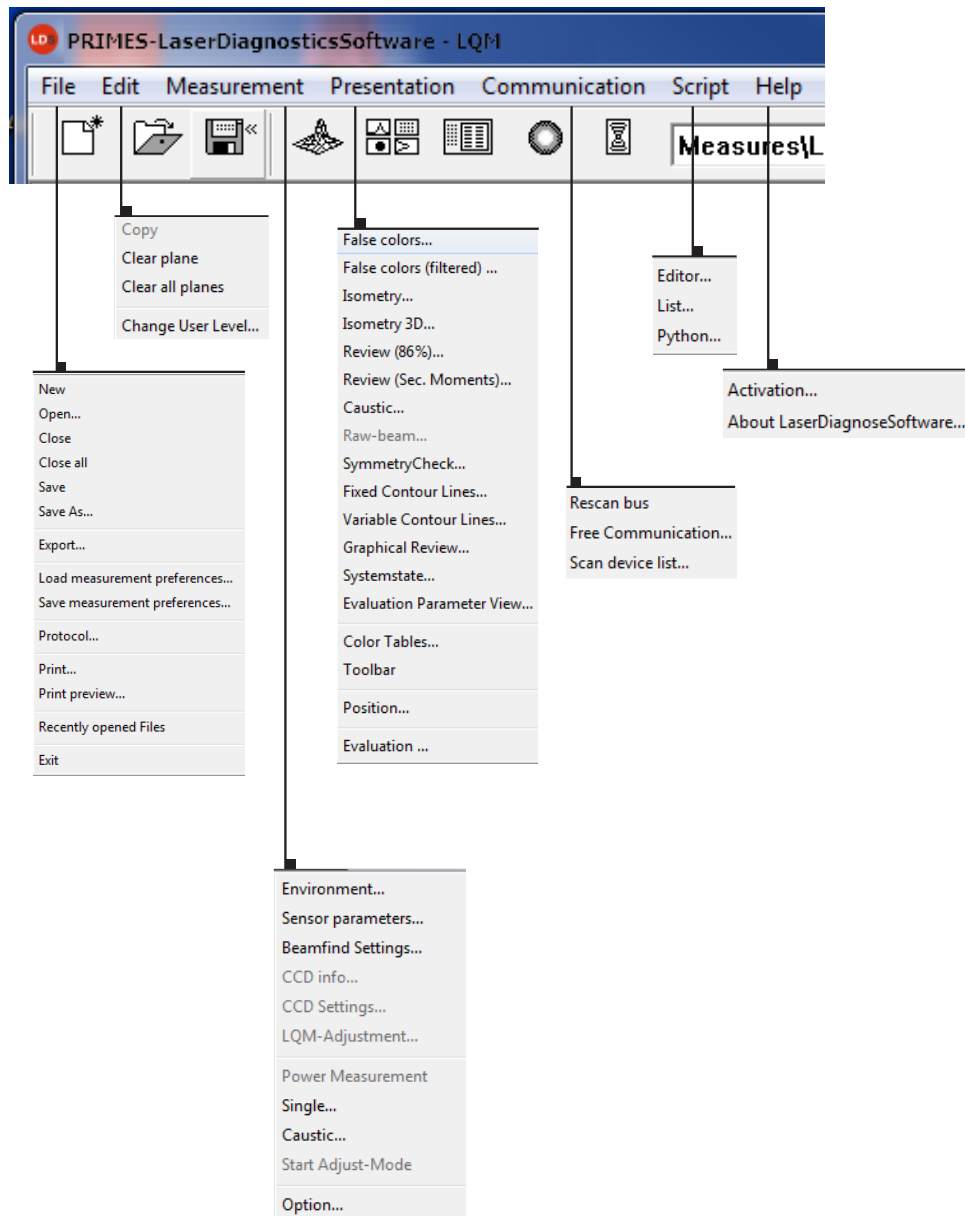 LDS PRIMES-LaserDiagnosticsSoftware - LQM
File Edit Measurement Presentation Communication Script Help
Measures\L
Copy
Clear plane
Clear all planes
Change User Level...
False colors...
False colors (filtered) ...
Isometry...
Isometry 3D...
Review (86%)...
Review (Sec. Moments)...
Caustic...
Raw-beam...
SymmetryCheck...
Fixed Contour Lines...
Variable Contour Lines...
Graphical Review...
Systemstate...
Evaluation Parameter View...
Color Tables...
Toolbar
Position...
Evaluation ...
Editor...
List...
Python...
Activation...
About LaserDiagnoseSoftware...
New
Open...
Close
Close all
Save
Save As...
Export...
Load measurement preferences...
Save measurement preferences...
Protocol...
Print...
Print preview...
Recently opened Files
Exit
Rescan bus
Free Communication...
Scan device list...
Environment...
Sensor parameters...
Beamfind Settings...
CCD info...
CCD Settings...
LQM-Adjustment...
Power Measurement
Single...
Caustic...
Start Adjust-Mode
Option...